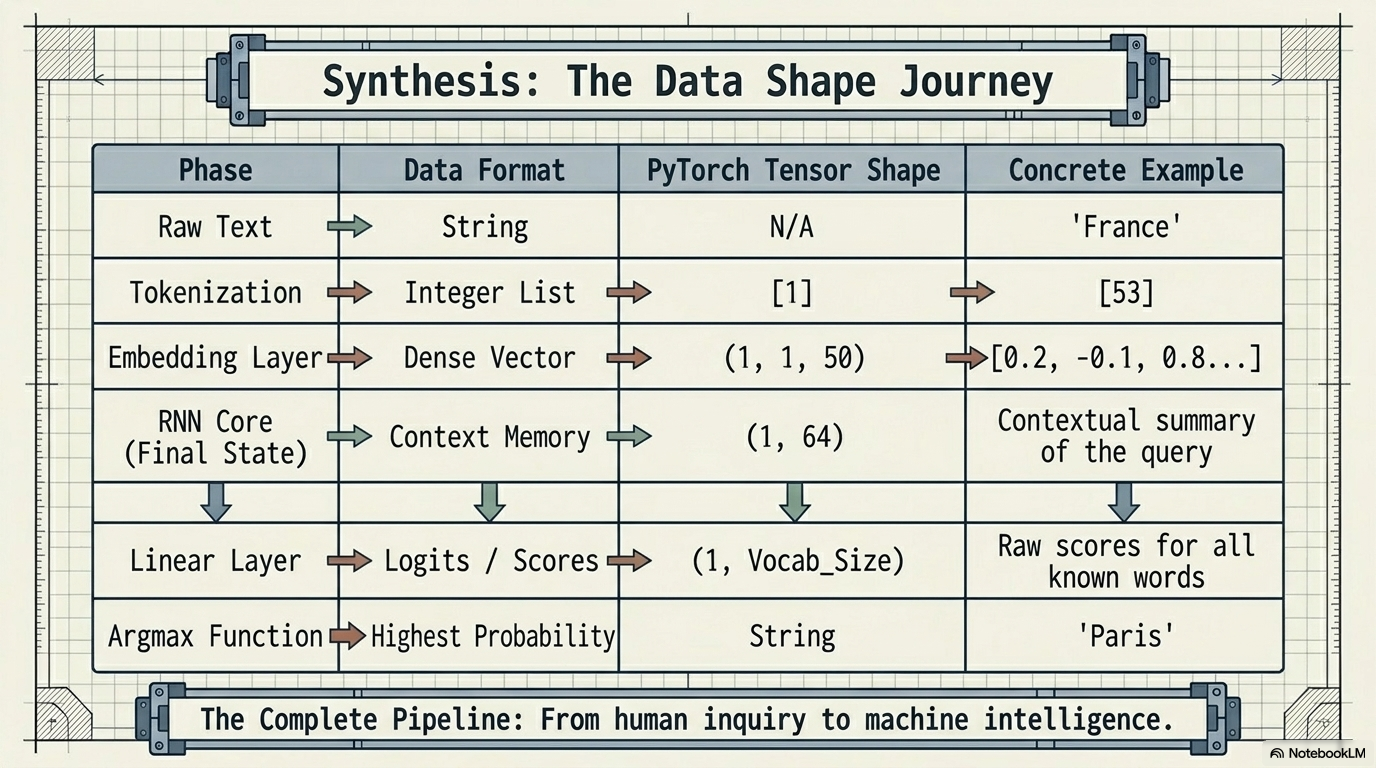 Synthesis: The Data Shape Journey
Phase
Data Format
PyTorch Tensor Shape
Concrete Example
Raw Text
String
N/A
'France'
Tokenization
Integer List
[1]
[53]
Embedding Layer
Dense Vector
(1, 1, 50)
[0.2, -0.1, 0.8...]
RNN Core
(Final State)
Context Memory
(1, 64)
Contextual summary
of the query
Linear Layer
Logits / Scores
(1, Vocab_Size)
Raw scores for all
known words
Argmax Function
Highest Probability
String
'Paris'
The Complete Pipeline: From human inquiry to machine intelligence.
NotebookLM